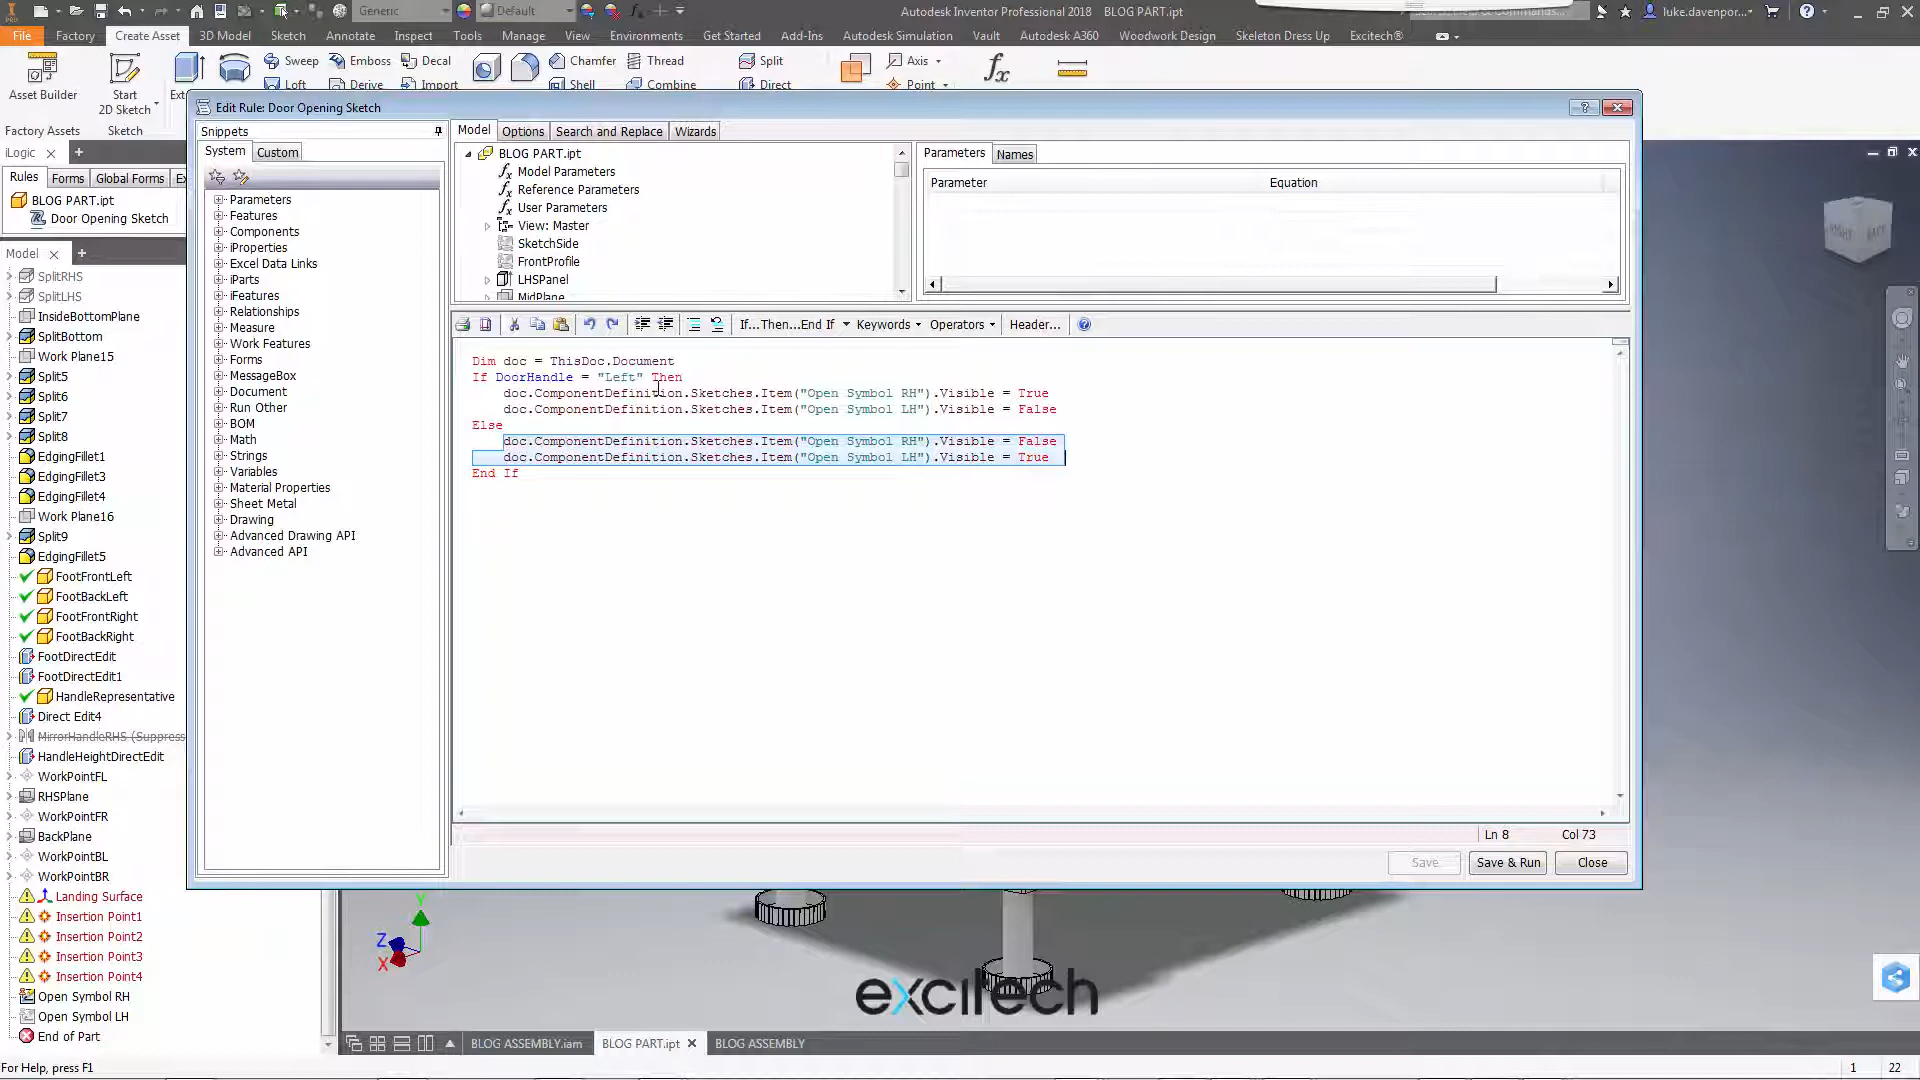 Generic
Default
Autodesk Inventor Professional 2018 BLOG PART.ipt
luke.davenpor...
File Factory Create Asset 3D Model Sketch Annotate Inspect Tools Manage View Environments Get Started Add-Ins Autodesk Simulation Vault Autodesk A360 Woodwork Design Skeleton Dress Up Excitech®
Asset Builder
Start
2D Sketch
Sweep Emboss Decal
Loft Derive Import
Chamfer Thread Split Axis
Shell Combine Direct Point
Factory Assets Sketch
iLogic
Rules Forms Global Forms
BLOG PART.ipt
Door Opening Sketch
Model
SplitRHS
SplitLHS
InsideBottomPlane
SplitBottom
Work Plane15
Split5
Split6
Split7
Split8
EdgingFillet1
EdgingFillet3
EdgingFillet4
Work Plane16
Split9
EdgingFillet5
FootFrontLeft
FootBackLeft
FootFrontRight
FootBackRight
FootDirectEdit
FootDirectEdit1
HandleRepresentative
Direct Edit4
MirrorHandleRHS (Suppress
HandleHeightDirectEdit
WorkPointFL
RHSPlane
WorkPointFR
BackPlane
WorkPointBL
WorkPointBR
Landing Surface
Insertion Point1
Insertion Point2
Insertion Point3
Insertion Point4
Open Symbol RH
Open Symbol LH
End of Part
Edit Rule: Door Opening Sketch
Snippets
System Custom
Parameters
Features
Components
iProperties
Excel Data Links
iParts
iFeatures
Relationships
Measure
Work Features
Forms
MessageBox
Document
Run Other
BOM
Math
Strings
Variables
Material Properties
Sheet Metal
Drawing
Advanced Drawing API
Advanced API
Model Options Search and Replace Wizards
BLOG PART.ipt
Model Parameters
Reference Parameters
User Parameters
View: Master
SketchSide
FrontProfile
LHSPanel
MidPlane
Parameters Names
Parameter Equation
If...Then...End If Keywords Operators Header...
Dim doc = ThisDoc.Document
If DoorHandle = "Left" Then
doc.ComponentDefinition.Sketches.Item("Open Symbol RH").Visible = True
doc.ComponentDefinition.Sketches.Item("Open Symbol LH").Visible = False
Else
doc.ComponentDefinition.Sketches.Item("Open Symbol RH").Visible = False
doc.ComponentDefinition.Sketches.Item("Open Symbol LH").Visible = True
End If
Ln 8 Col 73
Save Save & Run Close
RIGHT BACK
Y
Z
X
excitech
BLOG ASSEMBLY.iam BLOG PART.ipt BLOG ASSEMBLY
For Help, press F1
1 22